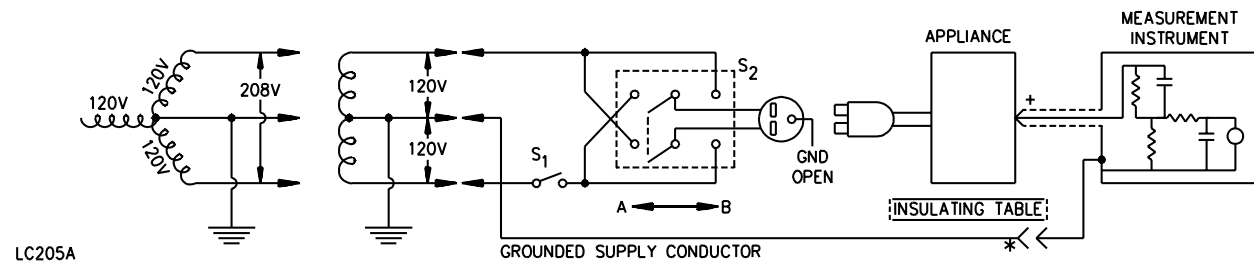 MEASUREMENT
INSTRUMENT
APPLIANCE
120V
120V
120V
208V
120V
120V
S2
S1
+
GND
OPEN
A
B
INSULATING TABLE
GROUNDED SUPPLY CONDUCTOR
*
LC205A